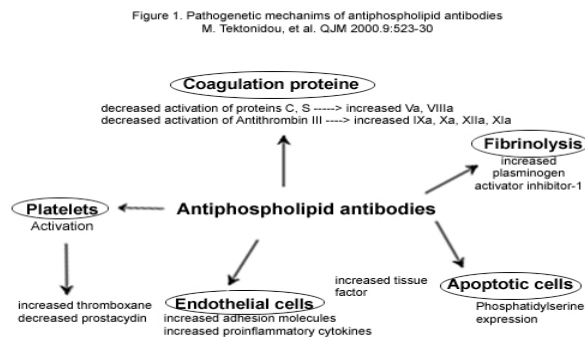 Figure 1. Pathogenetic mechanims of antiphospholipid antibodies
M. Tektonidou, et al. QJM 2000.9:523-30
Coagulation proteine
decreased activation of proteins C, S -----> increased Va, VIIIa
decreased activation of Antithrombin III ----> increased IXa, Xa, XIIa, XIa
Fibrinolysis
increased
plasminogen
activator inhibitor-1
Platelets
Activation
Antiphospholipid antibodies
increased thromboxane
decreased prostacydin
Endothelial cells
increased adhesion molecules
increased proinflammatory cytokines
increased tissue
factor
Apoptotic cells
Phosphatidylserine
expression